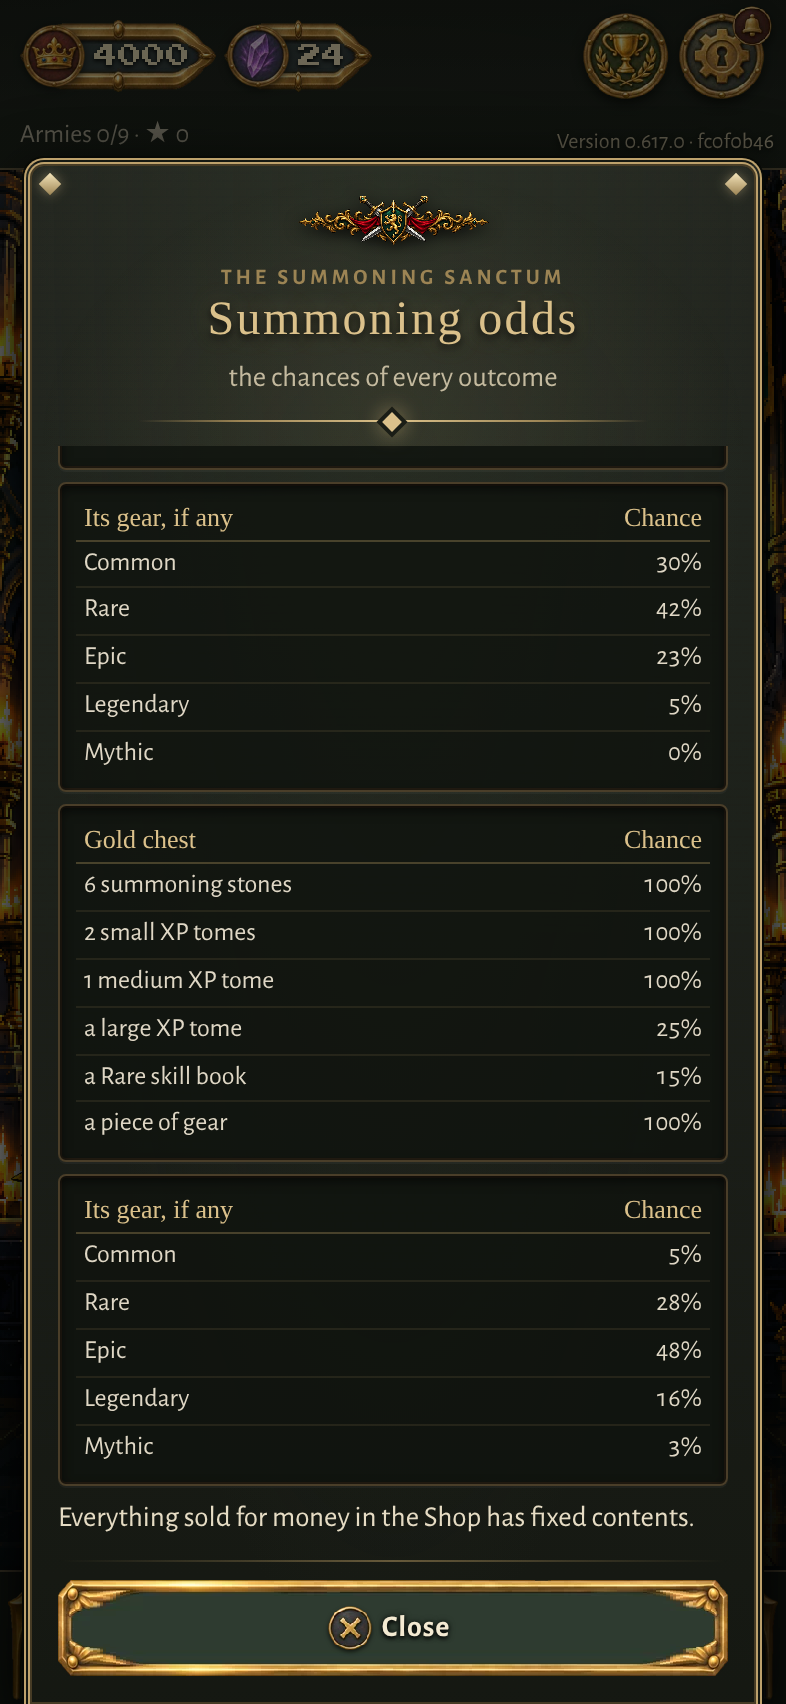 4000 24
Armies 0/9 · ★ 0
Version 0.617.0 · fc0f0b46
THE SUMMONING SANCTUM
Summoning odds
the chances of every outcome
Its gear, if any Chance
Common 30%
Rare 42%
Epic 23%
Legendary 5%
Mythic 0%
Gold chest Chance
6 summoning stones 100%
2 small XP tomes 100%
1 medium XP tome 100%
a large XP tome 25%
a Rare skill book 15%
a piece of gear 100%
Its gear, if any Chance
Common 5%
Rare 28%
Epic 48%
Legendary 16%
Mythic 3%
Everything sold for money in the Shop has fixed contents.
Close